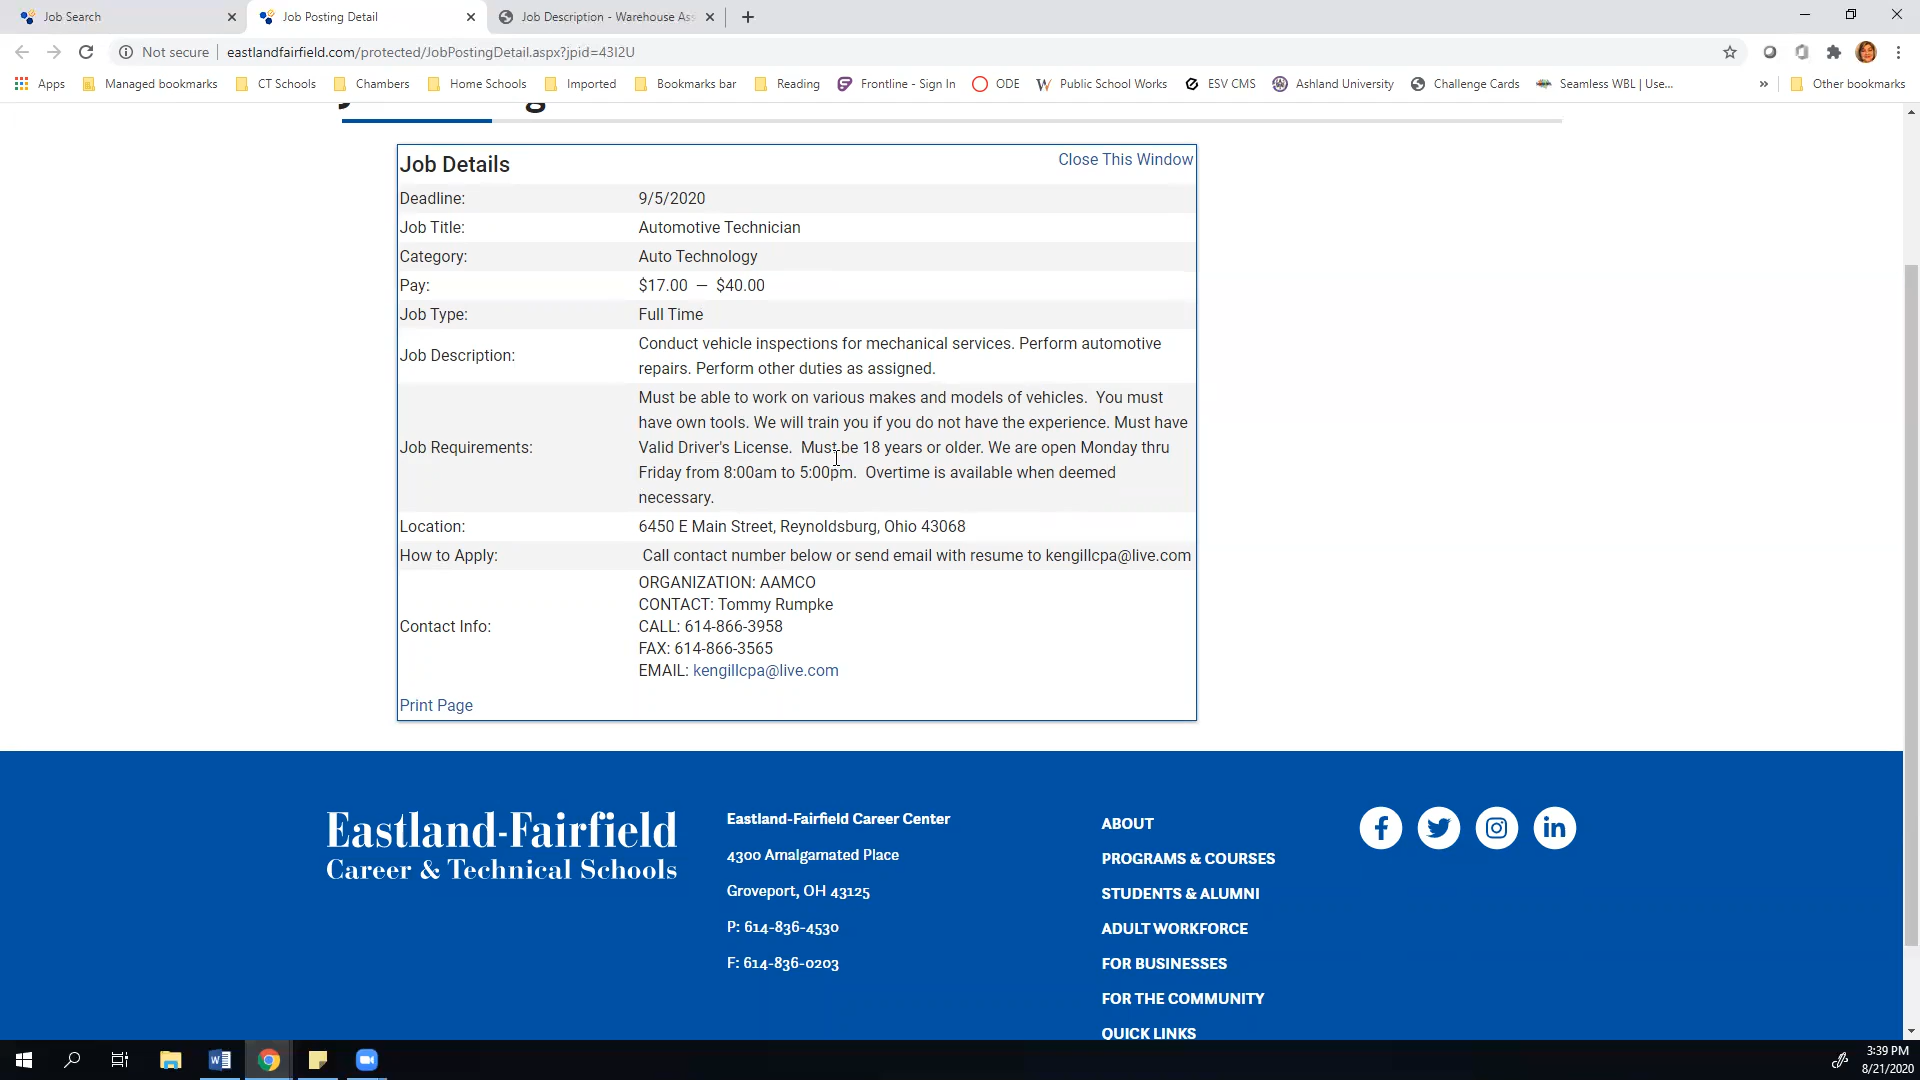 Job Search
Job Posting Detail
Job Description - Warehouse As
Not secure
eastlandfairfield.com/protected/JobPostingDetail.aspx?jpid=43I2U
Apps
Managed bookmarks
CT Schools
Chambers
Home Schools
Imported
Bookmarks bar
Reading
Frontline - Sign In
ODE
Public School Works
ESV CMS
Ashland University
Challenge Cards
Seamless WBL | Use...
»
Other bookmarks
Job Details
Close This Window
Deadline: 9/5/2020
Job Title: Automotive Technician
Category: Auto Technology
Pay: $17.00 — $40.00
Job Type: Full Time
Job Description:
Conduct vehicle inspections for mechanical services. Perform automotive
repairs. Perform other duties as assigned.
Job Requirements:
Must be able to work on various makes and models of vehicles. You must
have own tools. We will train you if you do not have the experience. Must have
Valid Driver's License. Must be 18 years or older. We are open Monday thru
Friday from 8:00am to 5:00pm. Overtime is available when deemed
necessary.
Location: 6450 E Main Street, Reynoldsburg, Ohio 43068
How to Apply: Call contact number below or send email with resume to kengillcpa@live.com
Contact Info:
ORGANIZATION: AAMCO
CONTACT: Tommy Rumpke
CALL: 614-866-3958
FAX: 614-866-3565
EMAIL: kengillcpa@live.com
Print Page
Eastland-Fairfield
Career & Technical Schools
Eastland-Fairfield Career Center
4300 Amalgamated Place
Groveport, OH 43125
P: 614-836-4530
F: 614-836-0203
ABOUT
PROGRAMS & COURSES
STUDENTS & ALUMNI
ADULT WORKFORCE
FOR BUSINESSES
FOR THE COMMUNITY
QUICK LINKS
3:39 PM
8/21/2020